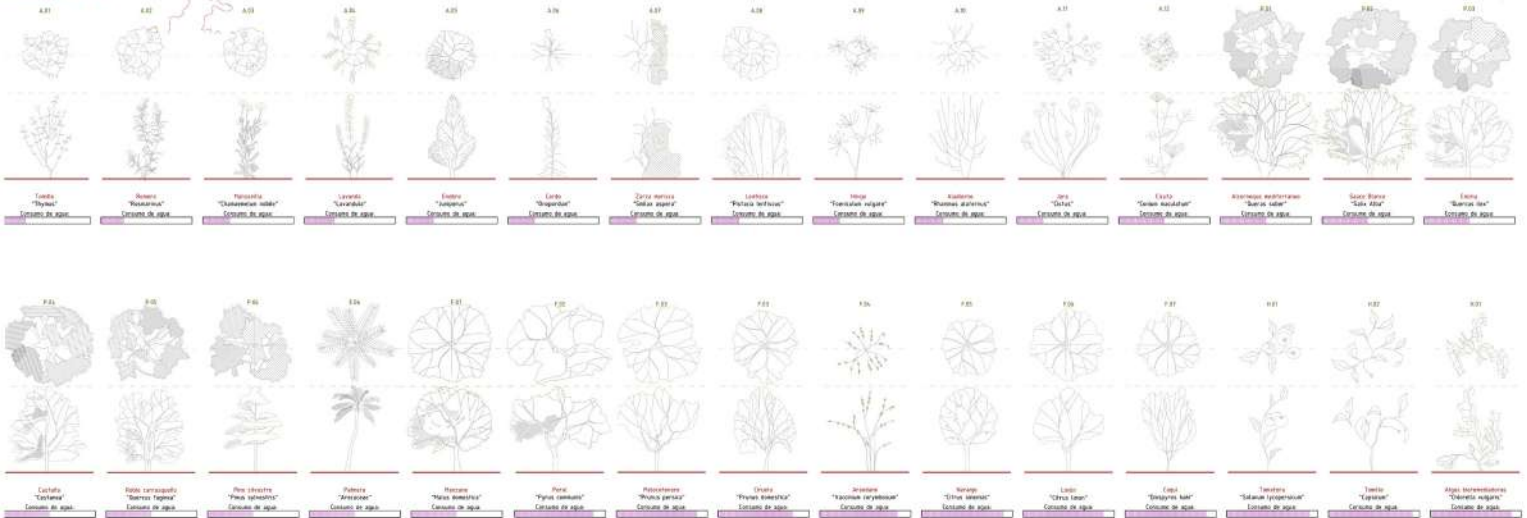 A.01 A.02 A.03 A.04 A.05 A.06 A.07 A.08 A.09 A.10 A.11 A.12 P.01 P.02 P.03
Tomillo Romero Manzanilla Lavanda Enebro Cardo Zarza morisca Lentisco Hinojo Aladierno Jara Cicuta Alcornoque mediterráneo Sauce Blanco Encina
"Thymus" "Rosmarinus" "Chamaemelum nobile" "Lavandula" "Juniperus" "Onopordum" "Smilax aspera" "Pistacia lentiscus" "Foeniculum vulgare" "Rhamnus alaternus" "Cistus" "Conium maculatum" "Quercus suber" "Salix Alba" "Quercus ilex"
Consumo de agua: Consumo de agua: Consumo de agua: Consumo de agua: Consumo de agua: Consumo de agua: Consumo de agua: Consumo de agua: Consumo de agua: Consumo de agua: Consumo de agua: Consumo de agua: Consumo de agua: Consumo de agua: Consumo de agua:
P.04 P.05 P.06 F.02 F.03 F.04 F.05 F.06 F.07 H.01 H.02
Castaño Roble carrasqueño Pino silvestre Palmera Manzano Peral Melocotonero Ciruelo Arándano Naranjo Caqui Tomatera
"Castanea" "Quercus faginea" "Pinus sylvestris" "Arecaceae" "Malus domestica" "Pyrus communis" "Prunus persica" "Prunus domestica" "Vaccinium corymbosum" "Citrus sinensis" "Citrus limon" "Diospyros kaki" "Solanum lycopersicum" "Capsicum" "Chlorella vulgaris"
Consumo de agua: Consumo de agua: Consumo de agua: Consumo de agua: Consumo de agua: Consumo de agua: Consumo de agua: Consumo de agua: Consumo de agua: Consumo de agua: Consumo de agua: Consumo de agua: Consumo de agua: Consumo de agua: Consumo de agua: